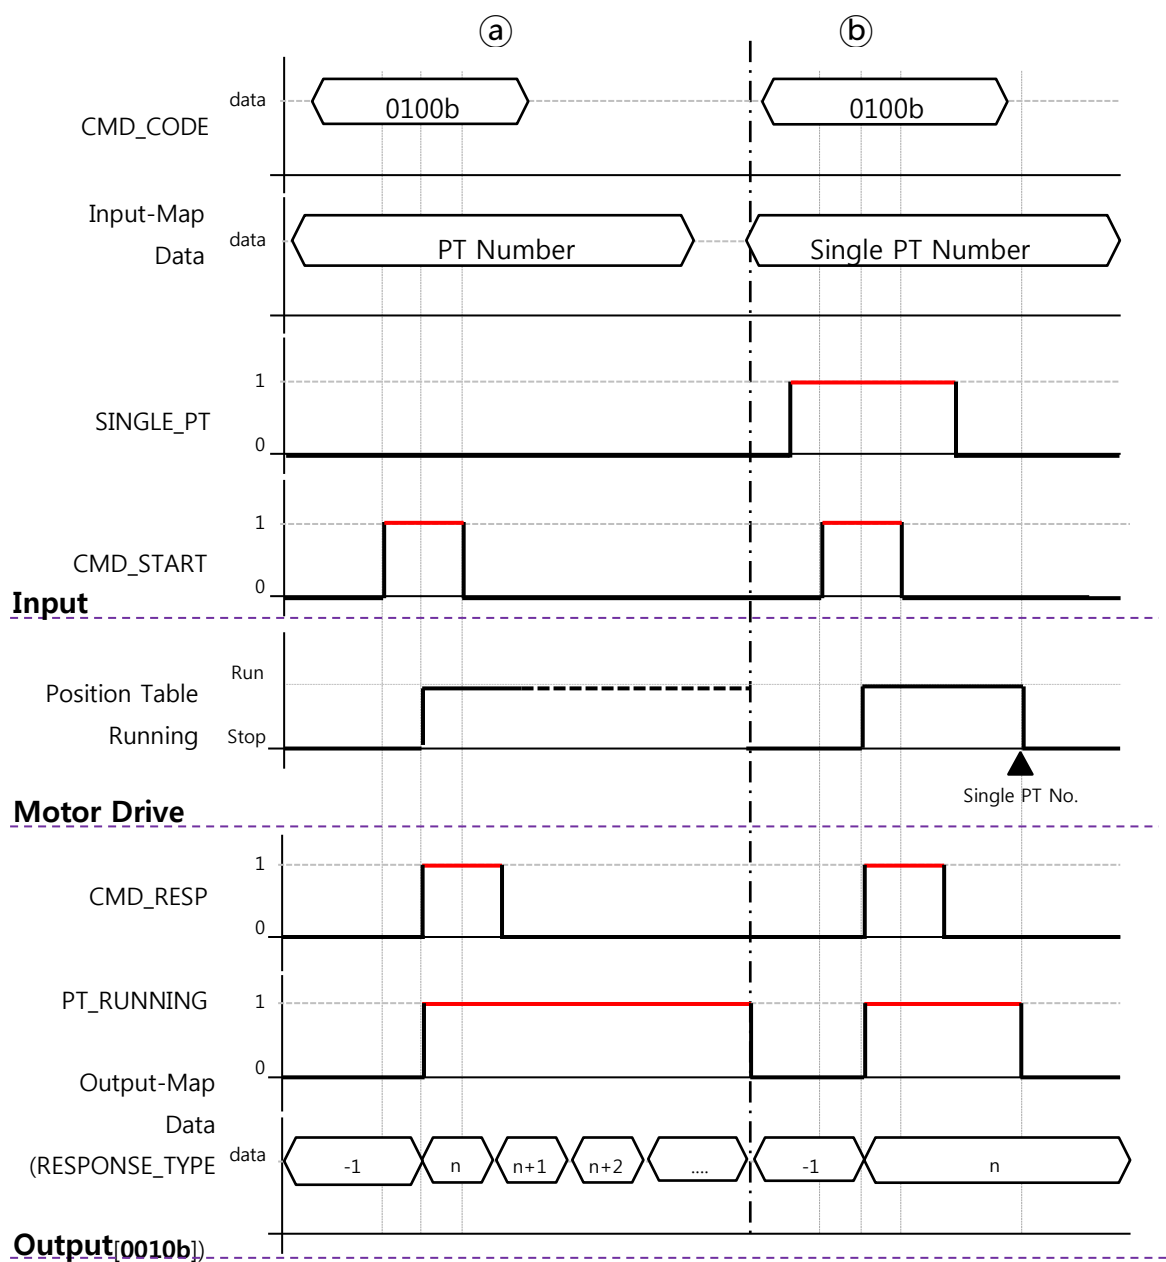 ⓐ ⓑ
CMD_CODE data 0100b 0100b
Input-Map
Data data PT Number Single PT Number
1
SINGLE_PT
0
1
CMD_START
0
Input
Run
Position Table
Running Stop
Single PT No.
Motor Drive
1
CMD_RESP
0
PT_RUNNING 1
0
Output-Map
Data
(RESPONSE_TYPE data -1 n n+1 n+2 .... -1 n
Output[0010b])